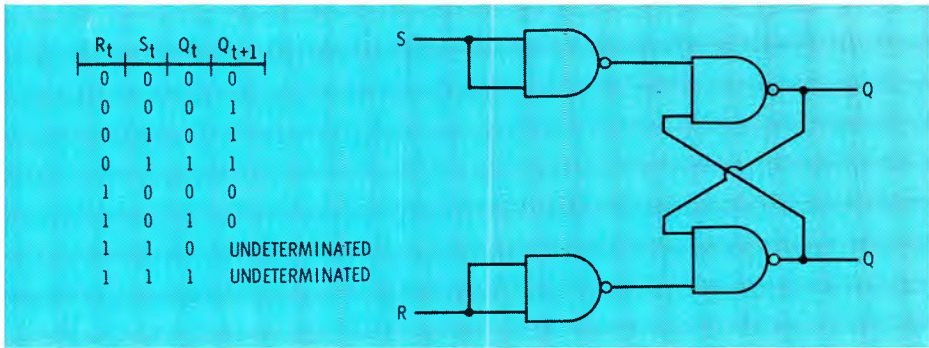 Rt St Qt Qt+1
0 0 0 0
0 0 0 1
0 1 0 1
0 1 1 1
1 0 0 0
1 0 1 0
1 1 0 UNDETERMINATED
1 1 1 UNDETERMINATED
S
Q
Q
R